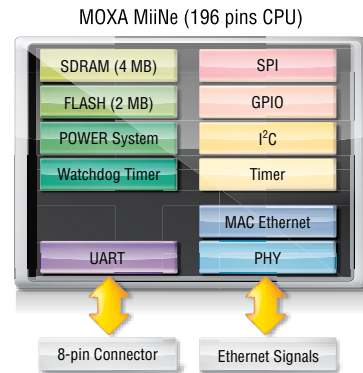 MOXA MiiNe (196 pins CPU)
SDRAM (4 MB)
SPI
FLASH (2 MB)
GPIO
POWER System
I²C
Watchdog Timer
Timer
MAC Ethernet
UART
PHY
8-pin Connector
Ethernet Signals